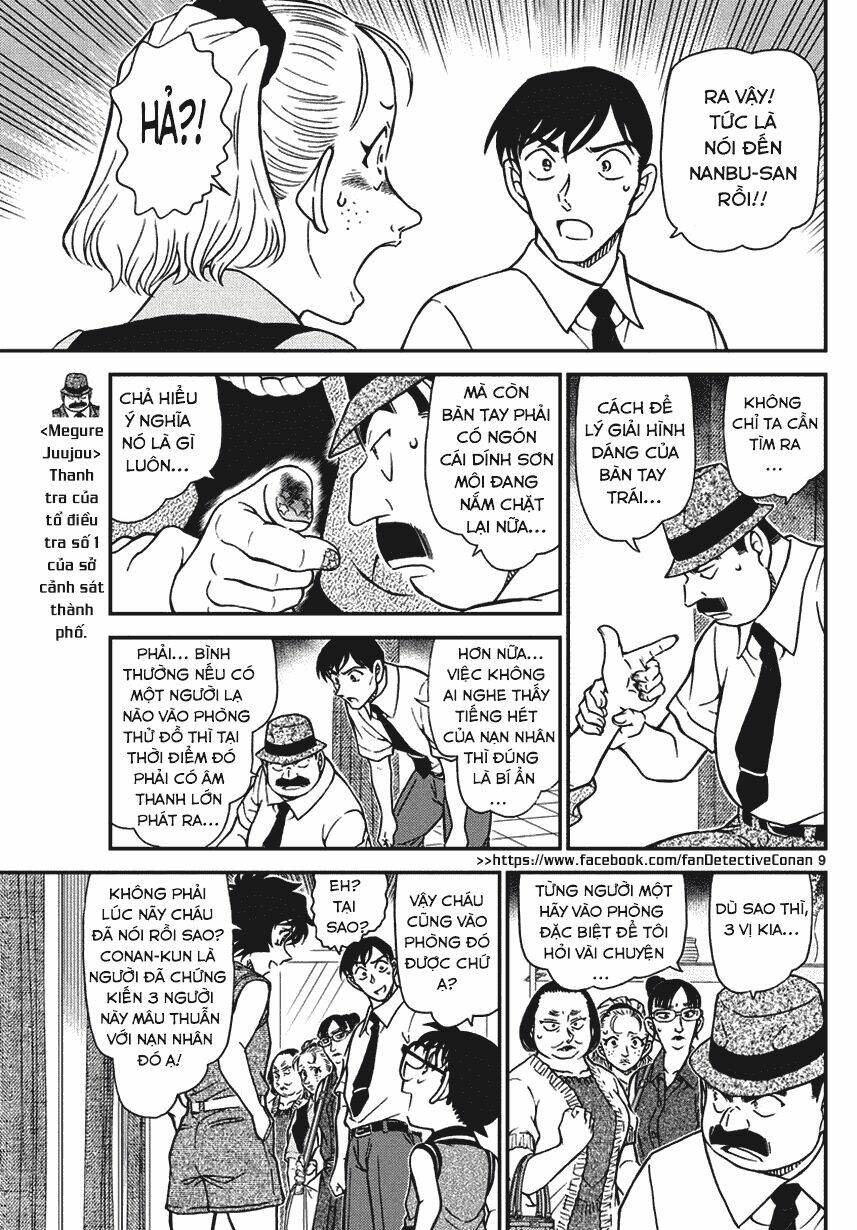 RA VẬY!
TỨC LÀ
NÓI ĐẾN
NANBU-SAN
RỒI!!
HẢ?!
KHÔNG
CHỈ TA CẦN
TÌM RA
...
CÁCH ĐỂ
LÝ GIẢI HÌNH
DÁNG CỦA
BÀN TAY
TRÁI...
MÀ CÒN
BÀN TAY PHẢI
CÓ NGÓN
CÁI DÍNH SƠN
MÔI ĐANG
NẮM CHẶT
LẠI NỮA...
CHẢ HIỂU
Ý NGHĨA
NÓ LÀ GÌ
LUÔN...
<Megure
Juujou>
Thanh
tra của
tổ điều
tra số 1
của sở
cảnh sát
thành
phố.
HƠN NỮA...
VIỆC KHÔNG
AI NGHE THẤY
TIẾNG HÉT
CỦA NẠN NHÂN
THÌ ĐÚNG
LÀ BÍ ẨN
...
PHẢI... BÌNH
THƯỜNG NẾU CÓ
MỘT NGƯỜI LẠ
NÀO VÀO PHÒNG
THỬ ĐỒ THÌ TẠI
THỜI ĐIỂM ĐÓ
PHẢI CÓ ÂM
THANH LỚN
PHÁT RA...
>>https://www.facebook.com/fanDetectiveConan 9
DÙ SAO THÌ,
3 VỊ KIA...
TỪNG NGƯỜI MỘT
HÃY VÀO PHÒNG
ĐẶC BIỆT ĐỂ TÔI
HỎI VÀI CHUYỆN
...
VẬY CHÁU
CŨNG VÀO
PHÒNG ĐÓ
ĐƯỢC CHỨ
Ạ?
EH?
TẠI
SAO?
KHÔNG PHẢI
LÚC NÃY CHÁU
ĐÃ NÓI RỒI SAO?
CONAN-KUN LÀ
NGƯỜI ĐÃ CHỨNG
KIẾN 3 NGƯỜI
NÀY MÂU THUẪN
VỚI NẠN NHÂN
ĐÓ Ạ!